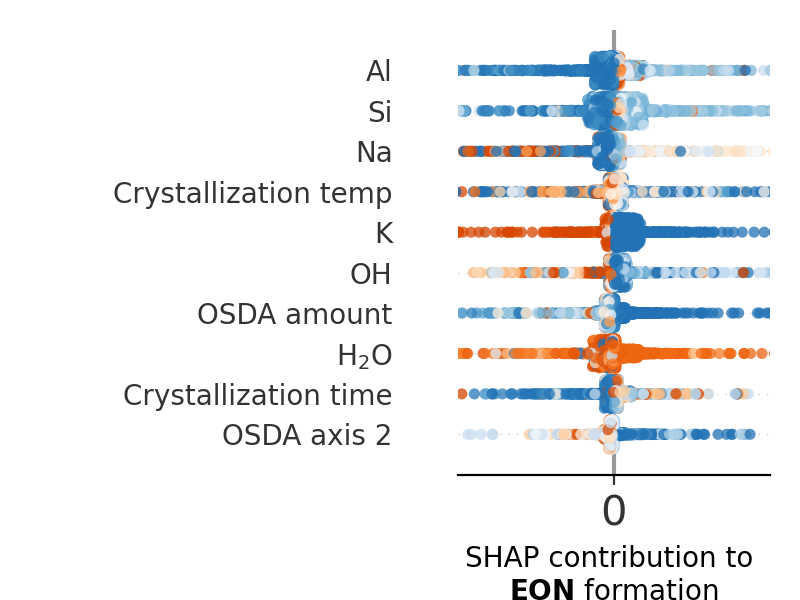 Al
Si
Na
Crystallization temp
K
OH
OSDA amount
H₂O
Crystallization time
OSDA axis 2
0
SHAP contribution to
EON formation